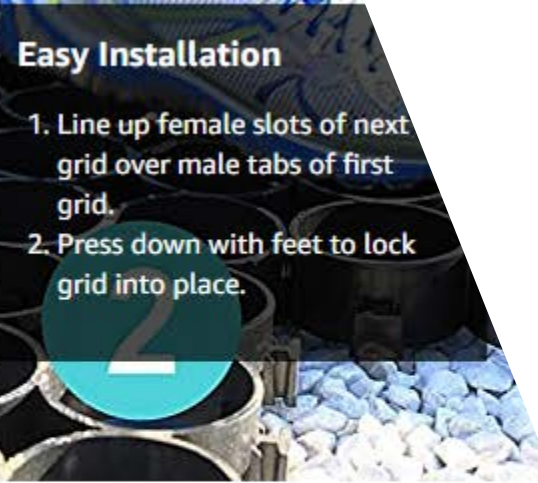 Easy Installation
1. Line up female slots of next
grid over male tabs of first
grid.
2. Press down with feet to lock
grid into place.
2